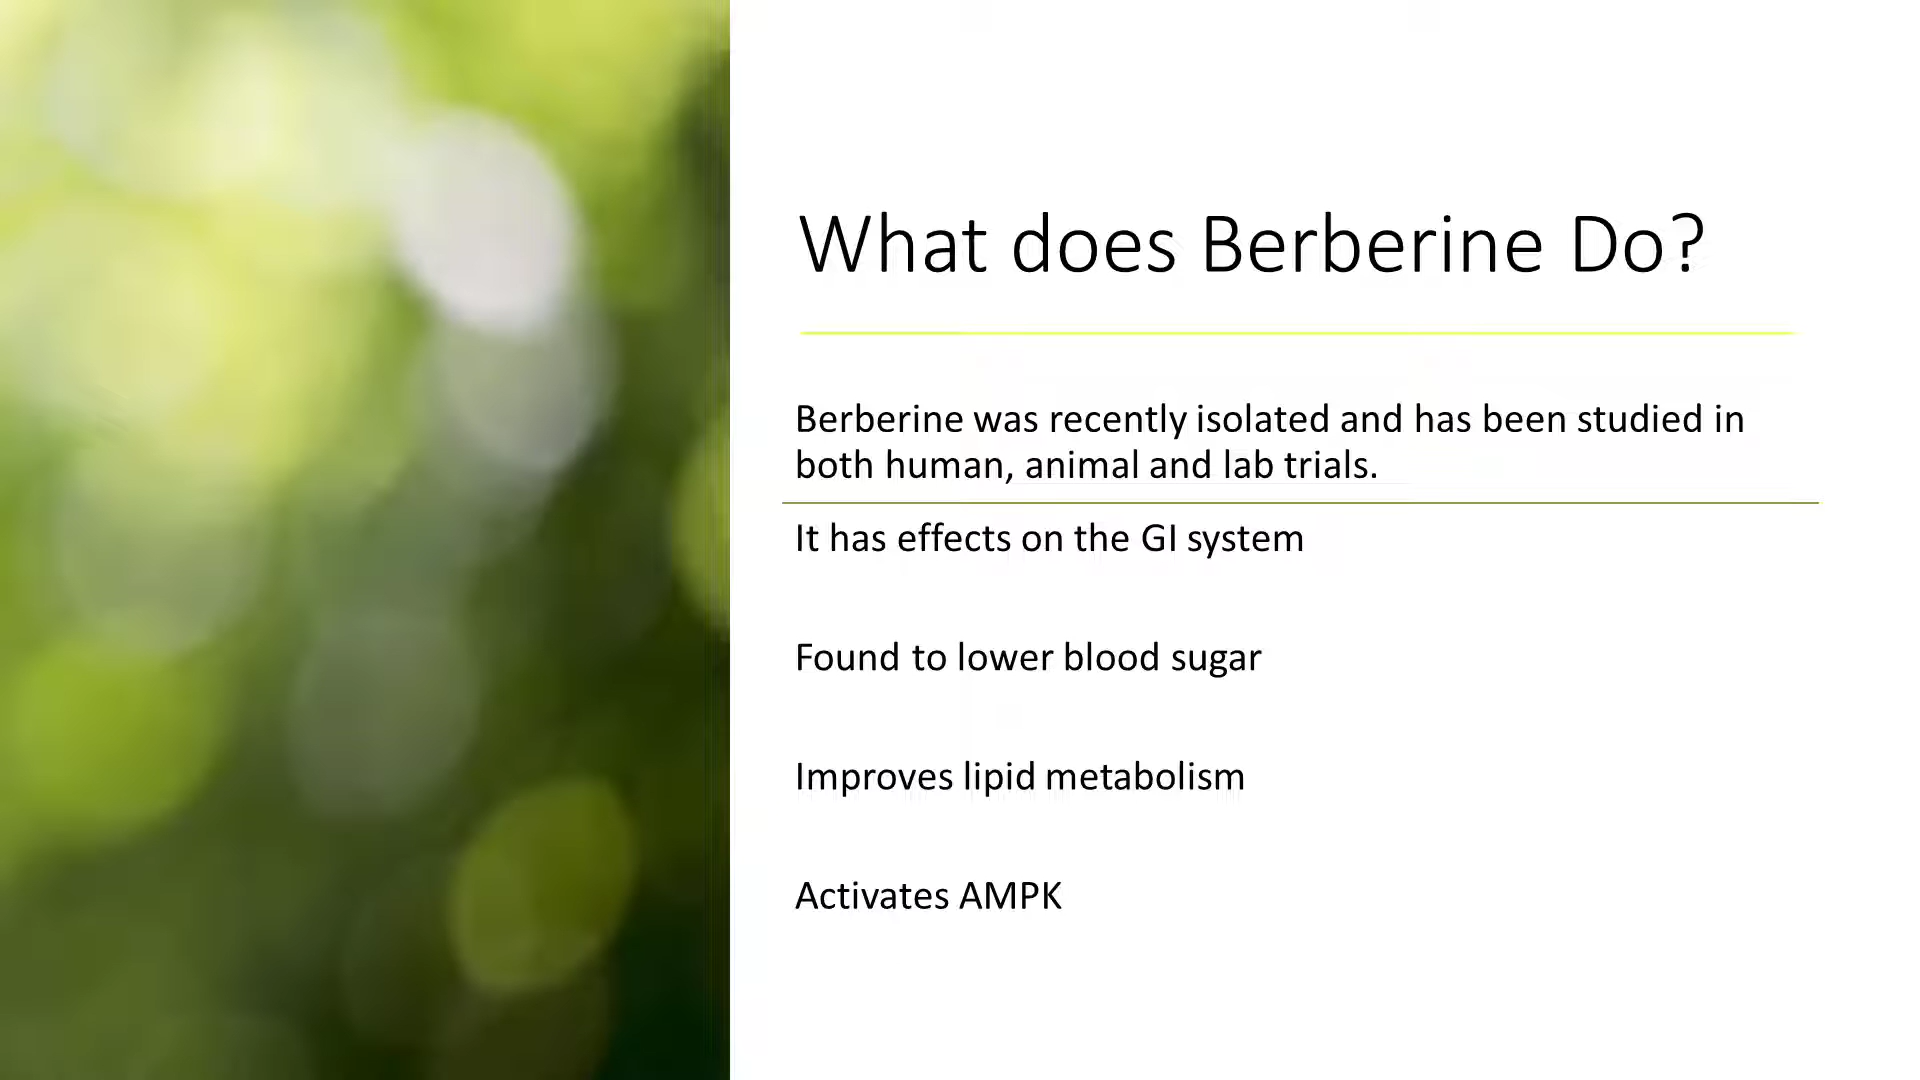 What does Berberine Do?
Berberine was recently isolated and has been studied in
both human, animal and lab trials.
It has effects on the GI system
Found to lower blood sugar
Improves lipid metabolism
Activates AMPK